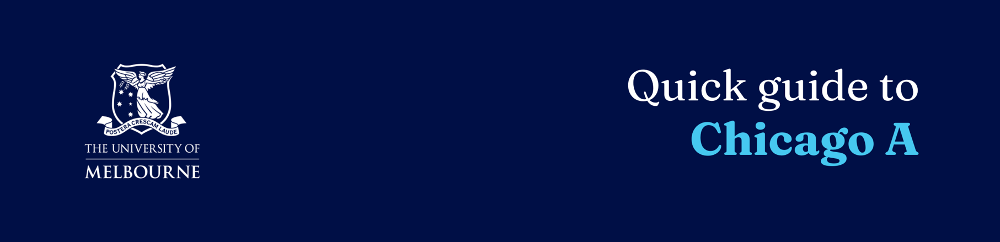 POSTERA CRESCAM LAUDE
THE UNIVERSITY OF
MELBOURNE
Quick guide to
Chicago A